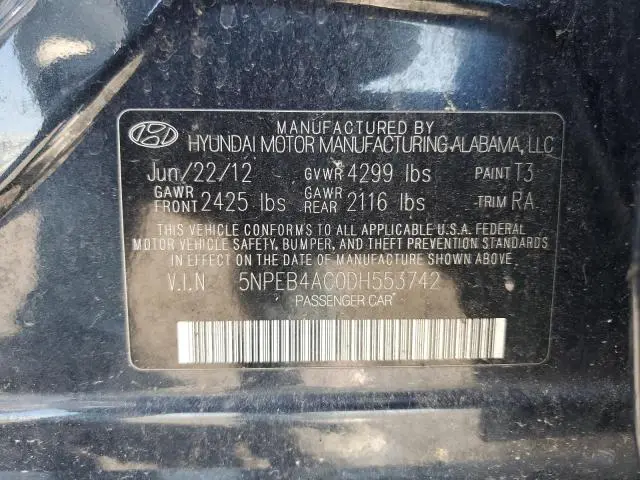 MANUFACTURED BY
HYUNDAI MOTOR MANUFACTURING ALABAMA, LLC
Jun/22/12 GVWR 4299 lbs PAINT T3
GAWR FRONT 2425 lbs GAWR REAR 2116 lbs TRIM RA
THIS VEHICLE CONFORMS TO ALL APPLICABLE U.S.A. FEDERAL
MOTOR VEHICLE SAFETY, BUMPER, AND THEFT PREVENTION STANDARDS
IN EFFECT ON THE DATE OF MANUFACTURE SHOWN ABOVE.
V.I.N 5NPEB4AC0DH553742
PASSENGER CAR